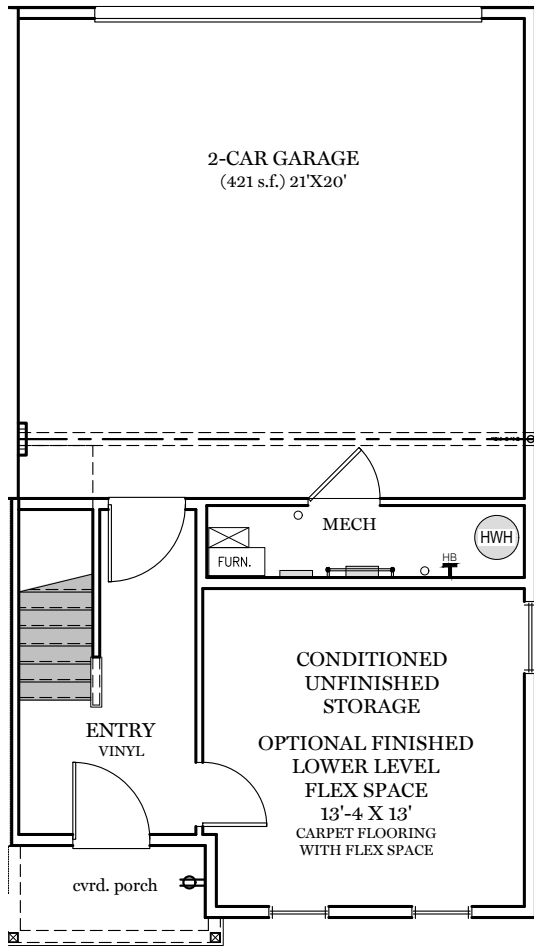 2-CAR GARAGE
(421 s.f.) 21'X20'
MECH
HWH
HB
FURN.
CONDITIONED
UNFINISHED
STORAGE
OPTIONAL FINISHED
LOWER LEVEL
FLEX SPACE
13'-4 X 13'
CARPET FLOORING
WITH FLEX SPACE
ENTRY
VINYL
cvrd. porch